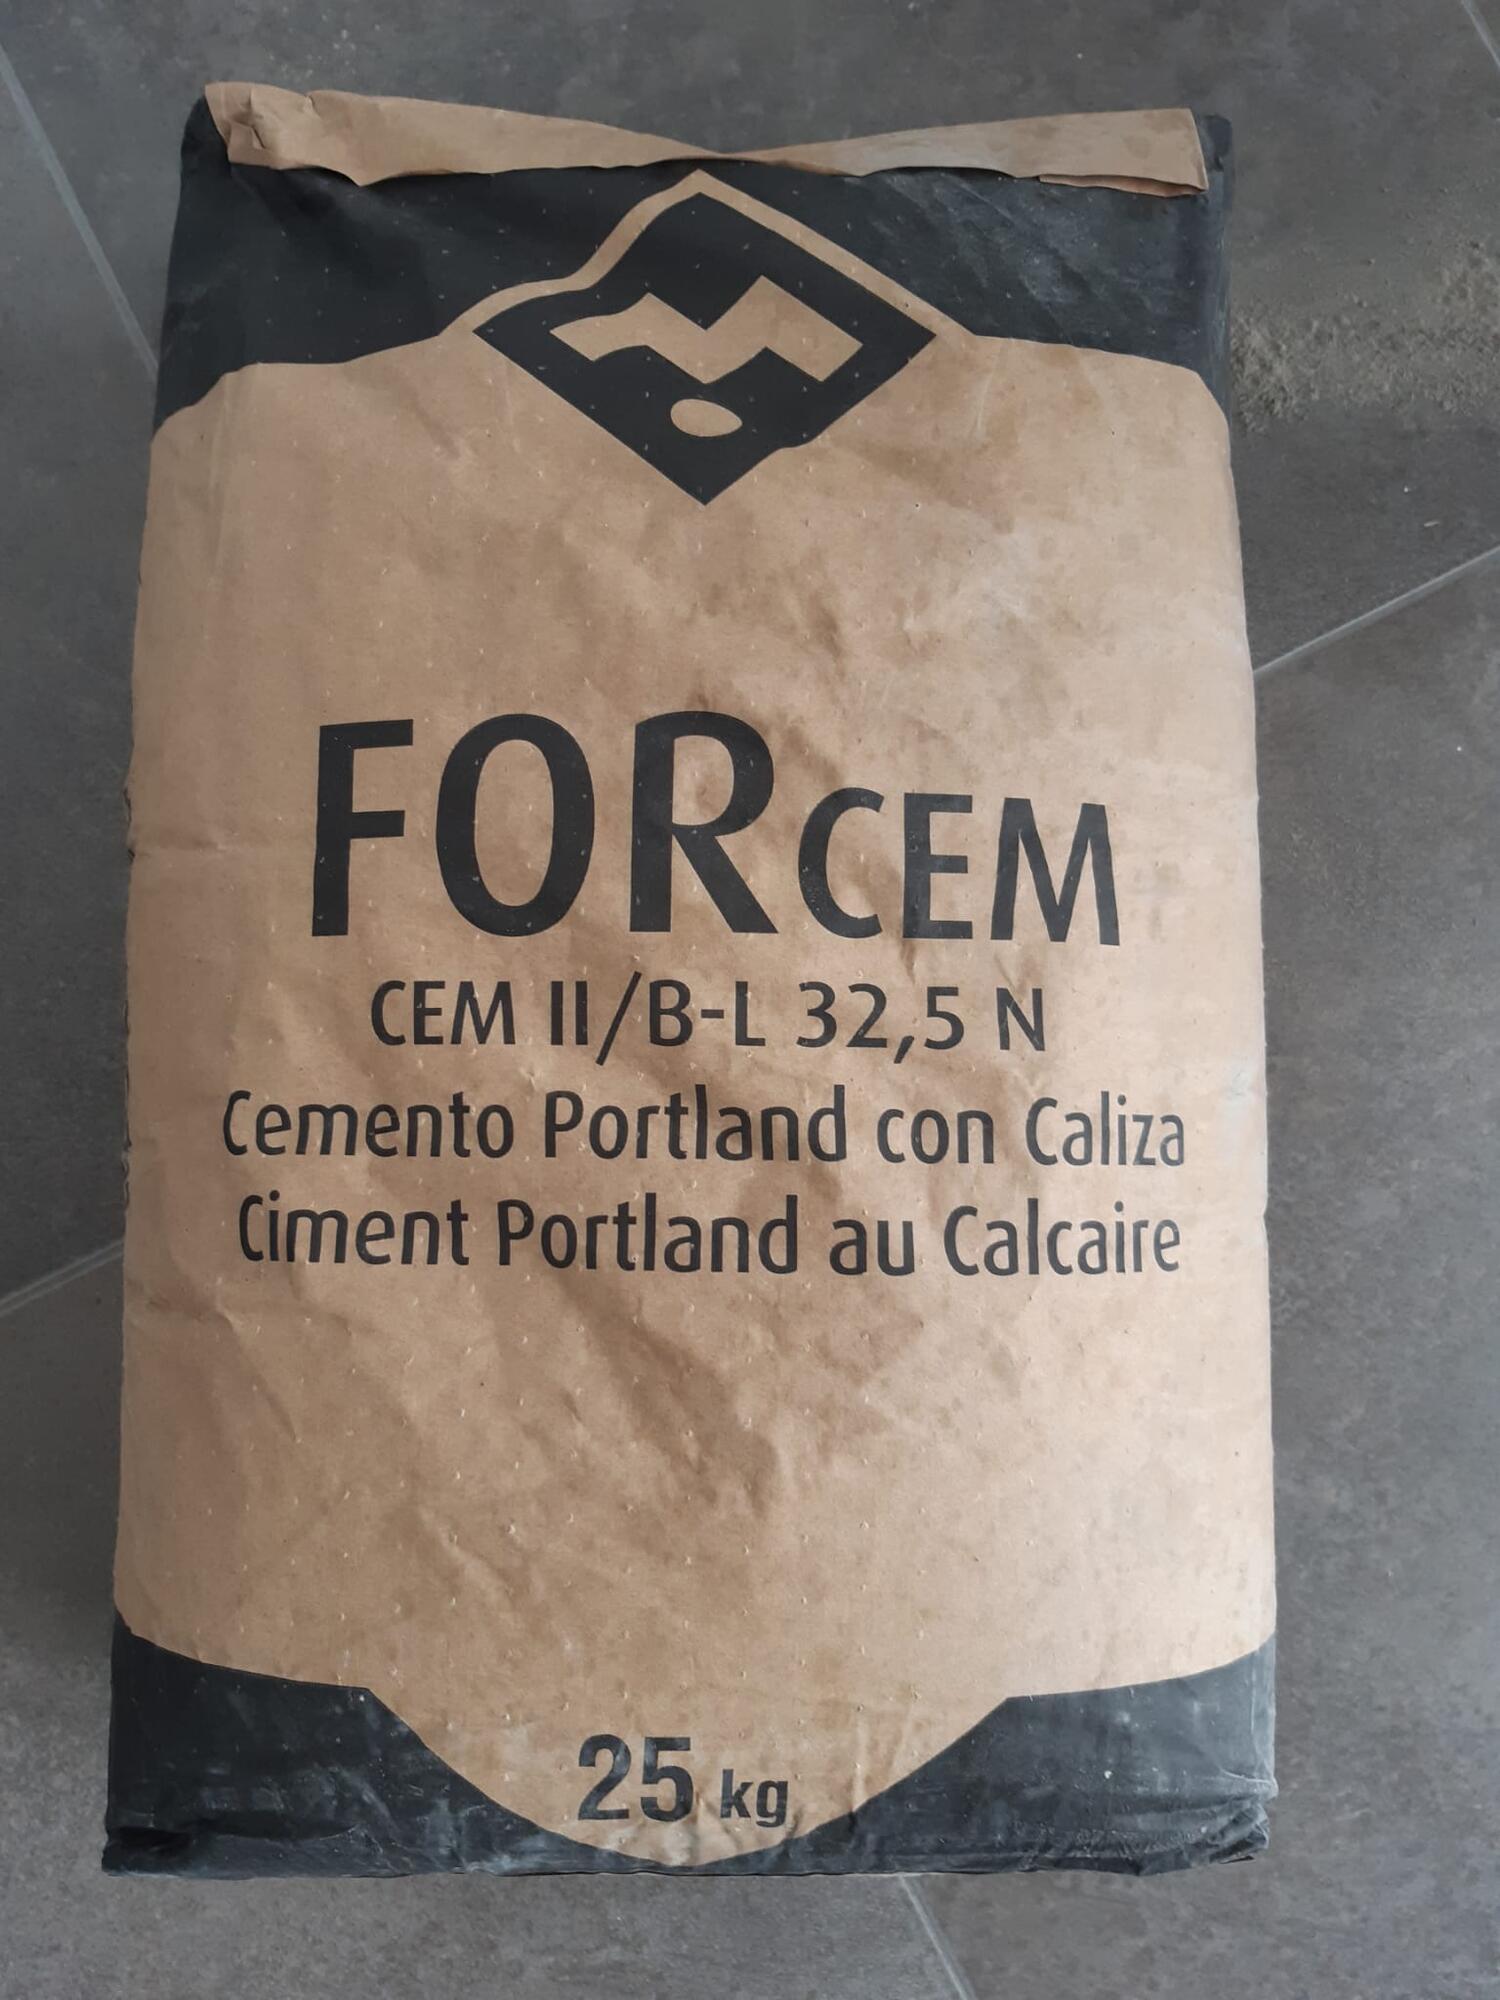 FORCEM
CEM II/B-L 32,5 N
Cemento Portland con Caliza
Ciment Portland au Calcaire
25 kg